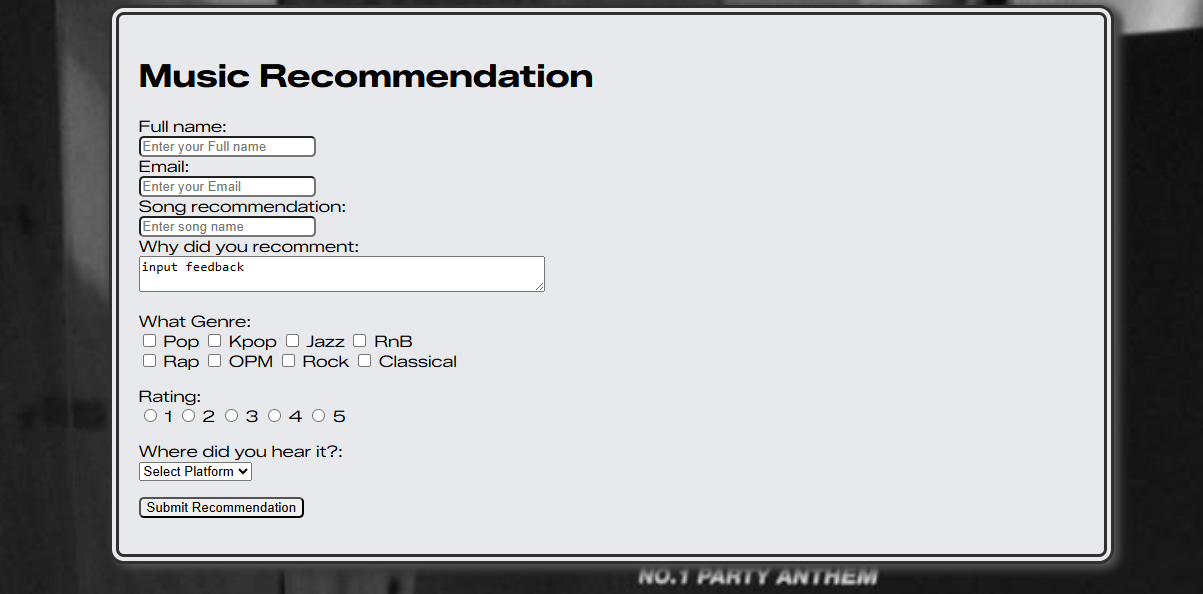 Music Recommendation
Full name:
Enter your Full name
Email:
Enter your Email
Song recommendation:
Enter song name
Why did you recomment:
input feedback
What Genre:
Pop Kpop Jazz RnB
Rap OPM Rock Classical
Rating:
1 2 3 4 5
Where did you hear it?:
Select Platform
Submit Recommendation
NO.1 PARTY ANTHEM